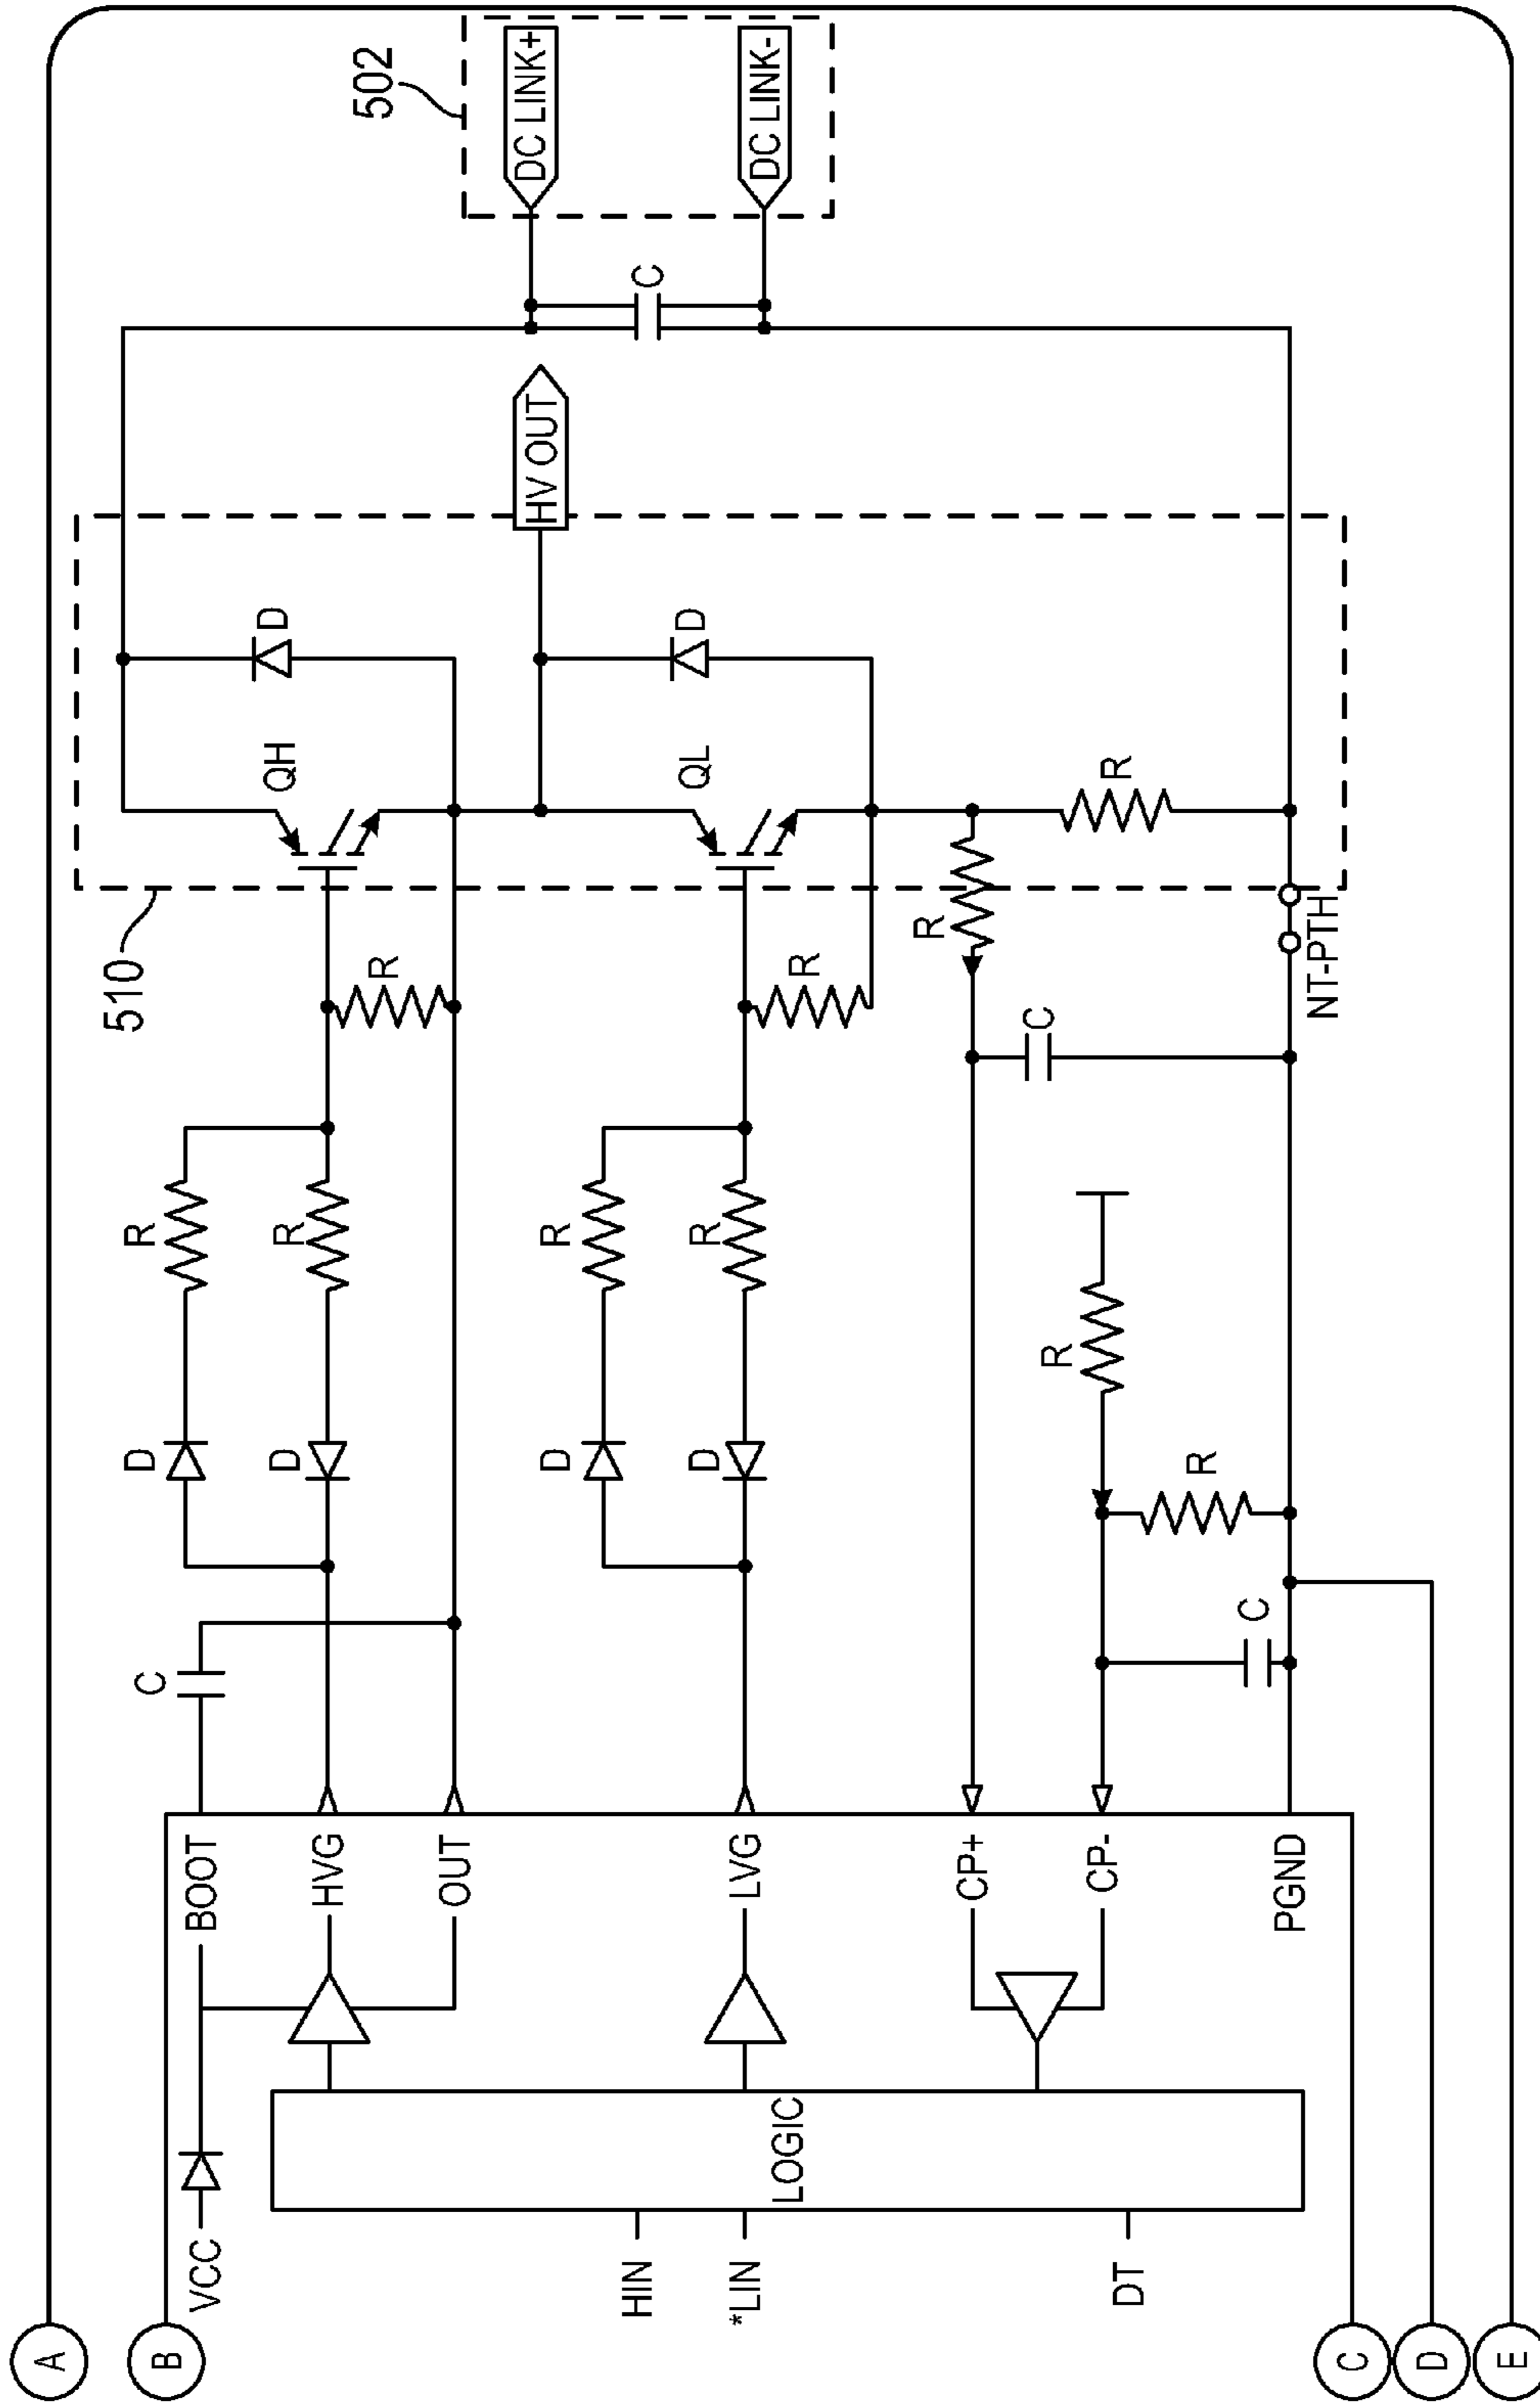 502
DC LINK+
DC LINK-
C
HV OUT
D
D
QH
QL
R
510
R
R
R
C
NT-PTH
R
R
R
R
R
D
D
D
D
R
C
C
BOOT
HVG
OUT
LVG
CP+
CP-
PGND
LOGIC
VCC
HIN
*LIN
DT
A
B
C
D
E